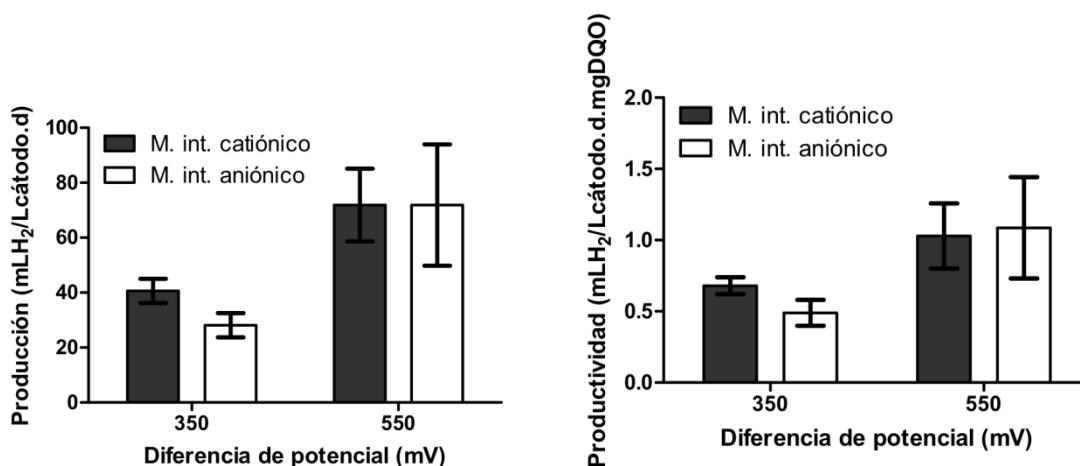 Producción (mLH₂/Lcátodo.d)
100
80
60
40
20
0
M. int. catiónico
M. int. aniónico
350
550
Diferencia de potencial (mV)
Productividad (mLH₂/Lcátodo.d.mgDQO)
2.0
1.5
1.0
0.5
0.0
M. int. catiónico
M. int. aniónico
350
550
Diferencia de potencial (mV)